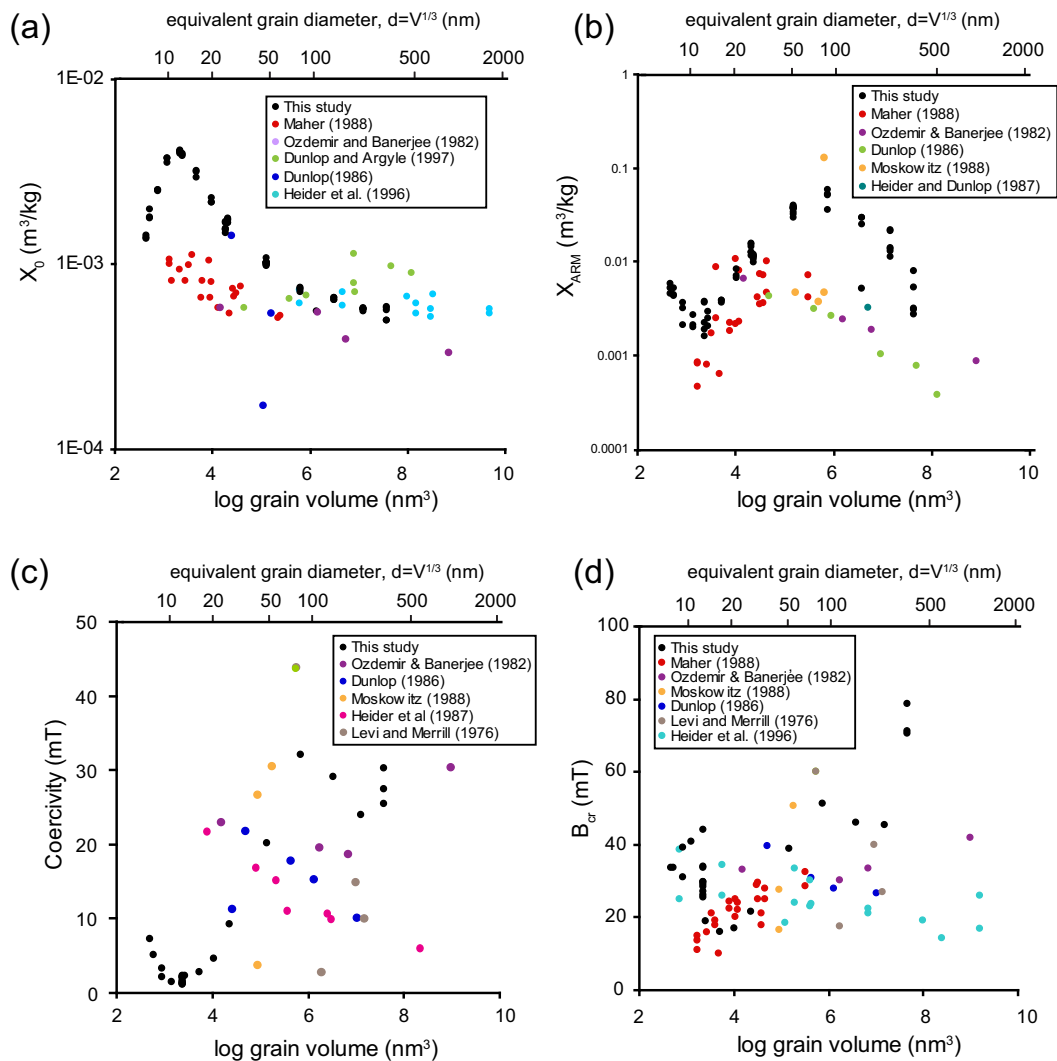 (a)
equivalent grain diameter, d=V1/3 (nm)
10 20 50 100 500 2000
1E-02
1E-03
1E-04
X0 (m3/kg)
This study
Maher (1988)
Ozdemir and Banerjee (1982)
Dunlop and Argyle (1997)
Dunlop(1986)
Heider et al. (1996)
2 4 6 8 10
log grain volume (nm3)
(b)
equivalent grain diameter, d=V1/3 (nm)
10 20 50 100 500 2000
1
0.1
0.01
0.001
0.0001
XARM (m3/kg)
This study
Maher (1988)
Ozdemir & Banerjee (1982)
Dunlop (1986)
Moskowitz (1988)
Heider and Dunlop (1987)
2 4 6 8 10
log grain volume (nm3)
(c)
equivalent grain diameter, d=V1/3 (nm)
10 20 50 100 500 2000
50
40
30
20
10
0
Coercivity (mT)
This study
Ozdemir & Banerjee (1982)
Dunlop (1986)
Moskowitz (1988)
Heider et al (1987)
Levi and Merrill (1976)
2 4 6 8 10
log grain volume (nm3)
(d)
equivalent grain diameter, d=V1/3 (nm)
10 20 50 100 500 2000
100
80
60
40
20
0
Bcr (mT)
This study
Maher (1988)
Ozdemir & Banerjee (1982)
Moskowitz (1988)
Dunlop (1986)
Levi and Merrill (1976)
Heider et al. (1996)
2 4 6 8 10
log grain volume (nm3)